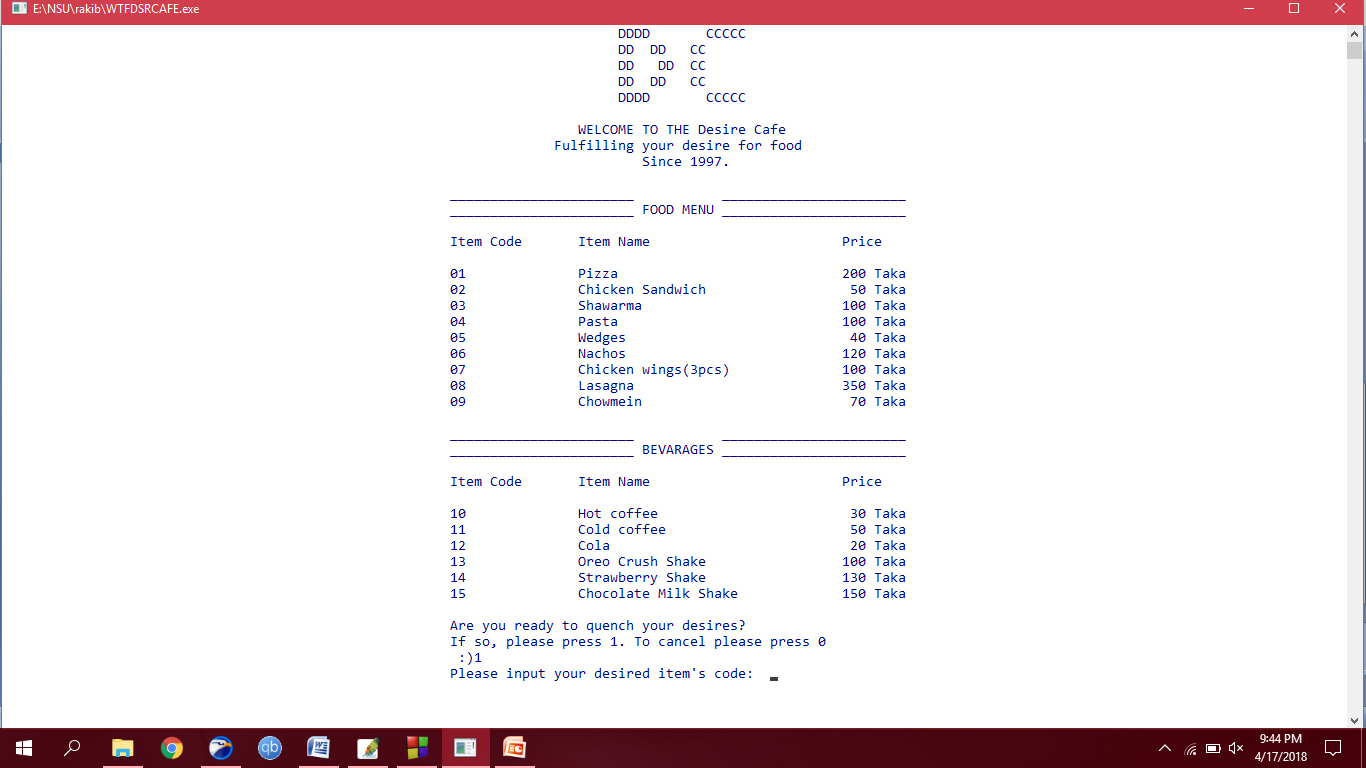 E:\NSU\rakib\WTFDSRCAFE.exe
DDDD       CCCCC
DD  DD   CC
DD   DD  CC
DD  DD   CC
DDDD       CCCCC
WELCOME TO THE Desire Cafe
Fulfilling your desire for food
Since 1997.
_______________________ FOOD MENU _______________________
Item Code       Item Name                        Price
01              Pizza                            200 Taka
02              Chicken Sandwich                  50 Taka
03              Shawarma                         100 Taka
04              Pasta                            100 Taka
05              Wedges                            40 Taka
06              Nachos                           120 Taka
07              Chicken wings(3pcs)              100 Taka
08              Lasagna                          350 Taka
09              Chowmein                          70 Taka
_______________________ BEVARAGES _______________________
Item Code       Item Name                        Price
10              Hot coffee                        30 Taka
11              Cold coffee                       50 Taka
12              Cola                              20 Taka
13              Oreo Crush Shake                 100 Taka
14              Strawberry Shake                 130 Taka
15              Chocolate Milk Shake             150 Taka
Are you ready to quench your desires?
If so, please press 1. To cancel please press 0
:)1
Please input your desired item's code:  _
qb
9:44 PM
4/17/2018